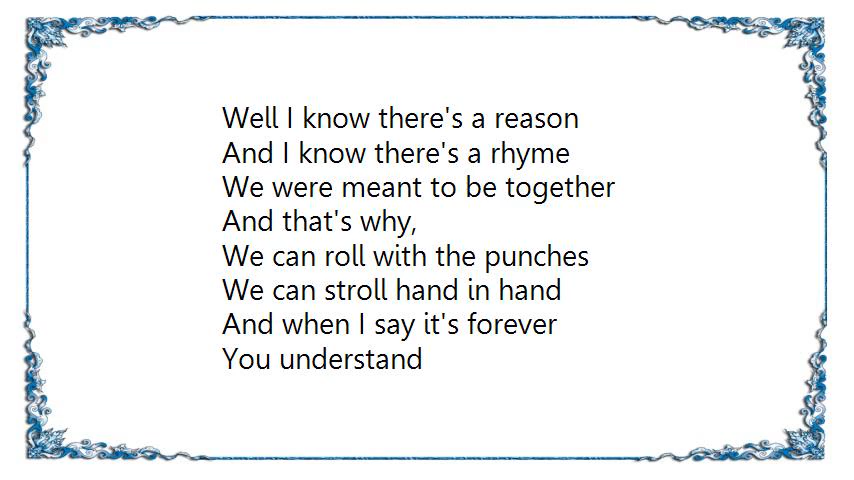 Well I know there's a reason
And I know there's a rhyme
We were meant to be together
And that's why,
We can roll with the punches
We can stroll hand in hand
And when I say it's forever
You understand